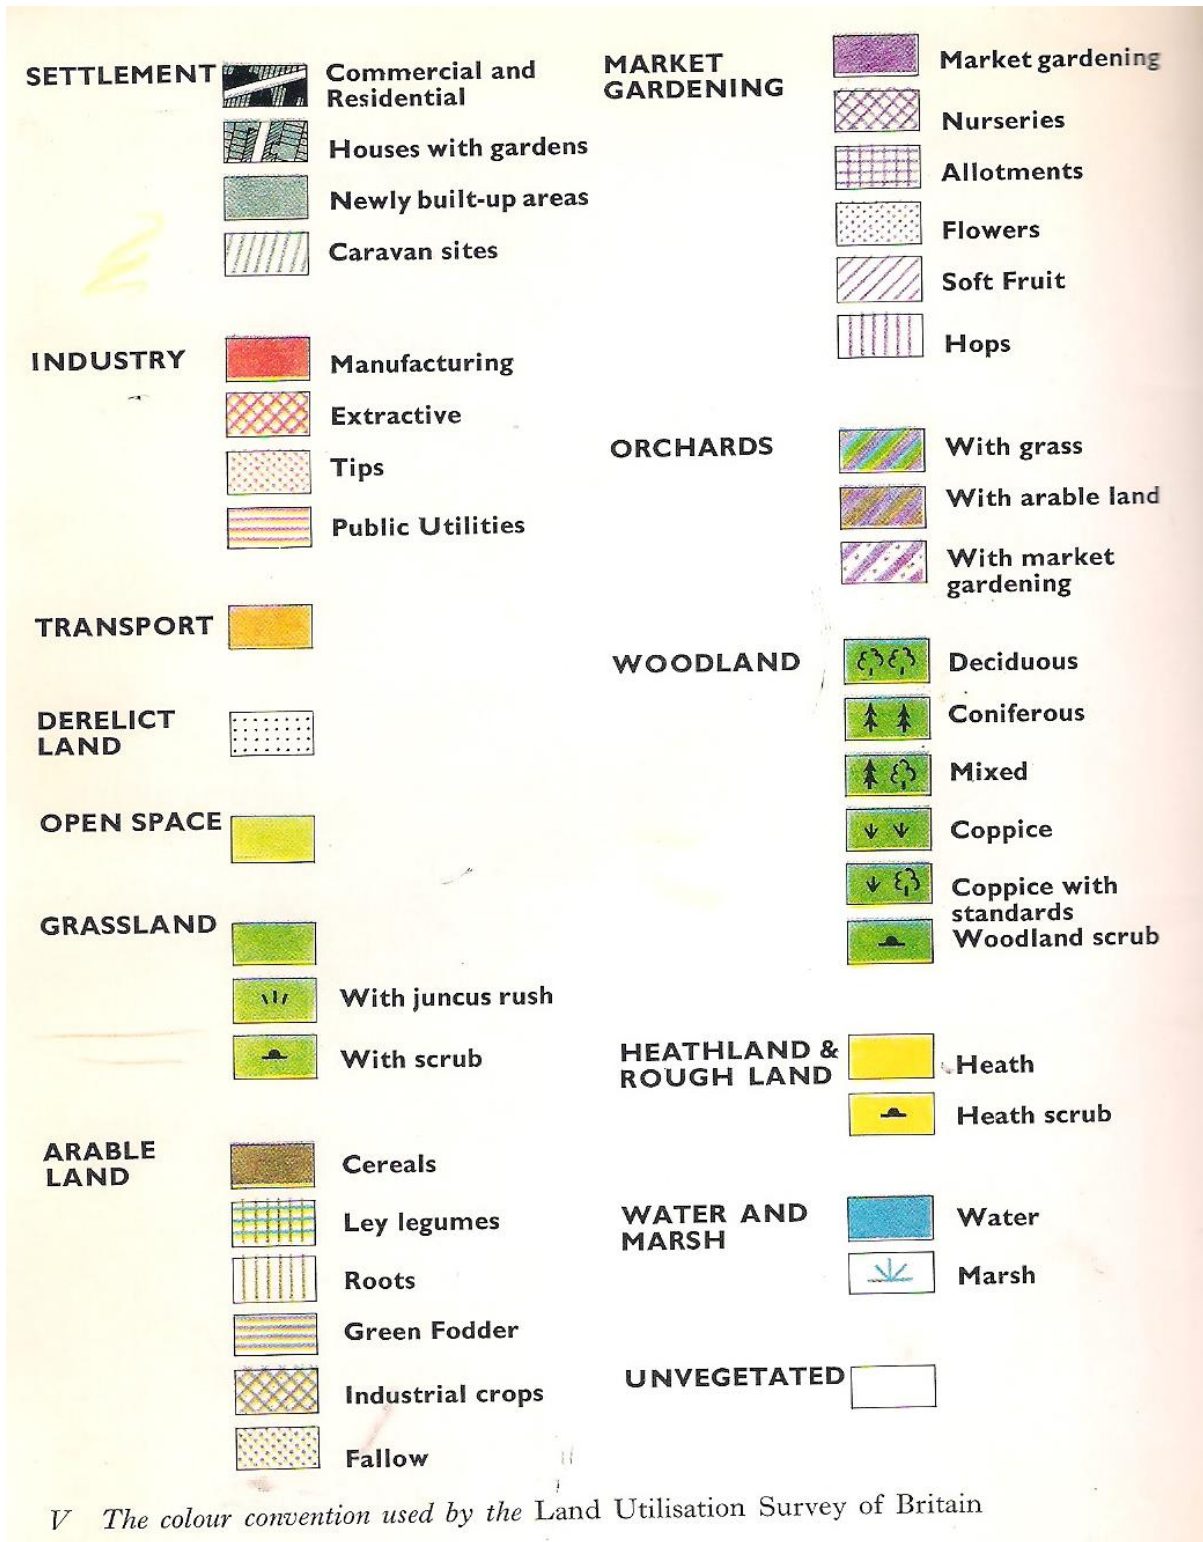 SETTLEMENT
Commercial and
Residential
Houses with gardens
Newly built-up areas
Caravan sites
INDUSTRY
Manufacturing
Extractive
Tips
Public Utilities
TRANSPORT
DERELICT
LAND
OPEN SPACE
GRASSLAND
With juncus rush
With scrub
ARABLE
LAND
Cereals
Ley legumes
Roots
Green Fodder
Industrial crops
Fallow
MARKET
GARDENING
Market gardening
Nurseries
Allotments
Flowers
Soft Fruit
Hops
ORCHARDS
With grass
With arable land
With market
gardening
WOODLAND
Deciduous
Coniferous
Mixed
Coppice
Coppice with
standards
Woodland scrub
HEATHLAND &
ROUGH LAND
Heath
Heath scrub
WATER AND
MARSH
Water
Marsh
UNVEGETATED
V The colour convention used by the Land Utilisation Survey of Britain